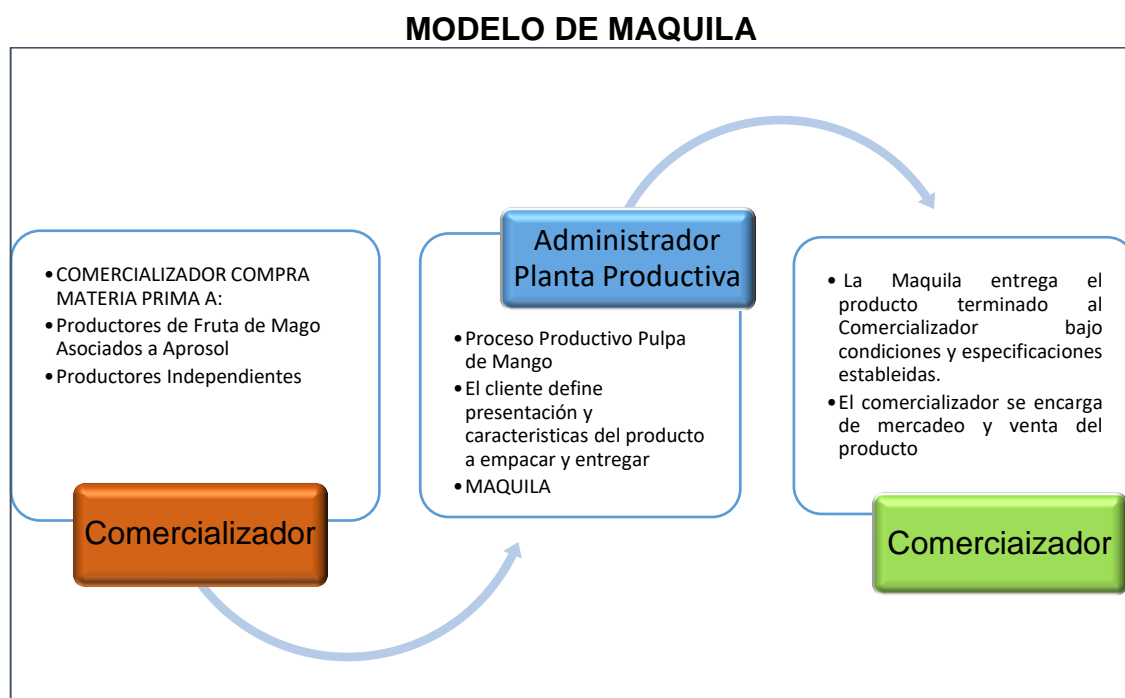 MODELO DE MAQUILA
•COMERCIALIZADOR COMPRA
MATERIA PRIMA A:
•Productores de Fruta de Mago
Asociados a Aprosol
•Productores Independientes
Comercializador
Administrador
Planta Productiva
•Proceso Productivo Pulpa
de Mango
•El cliente define
presentación y
caracteristicas del producto
a empacar y entregar
•MAQUILA
• La Maquila entrega el
producto terminado al
Comercializador bajo
condiciones y especificaciones
estableidas.
•El comercializador se encarga
de mercadeo y venta del
producto
Comerciaizador